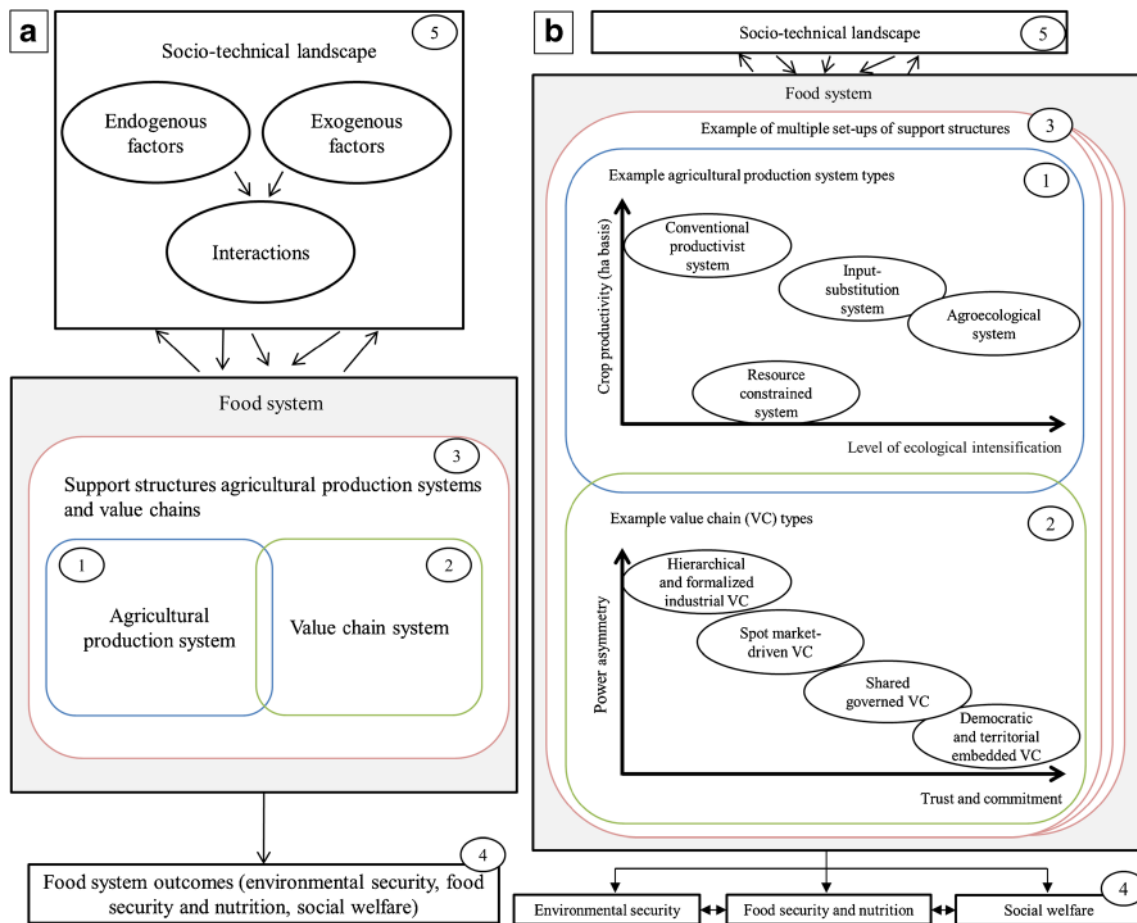 a
5
Socio-technical landscape
Endogenous
factors
Exogenous
factors
Interactions
Food system
3
Support structures agricultural production systems
and value chains
1
2
Agricultural
production system
Value chain system
4
Food system outcomes (environmental security, food
security and nutrition, social welfare)
b
Socio-technical landscape
5
Food system
Example of multiple set-ups of support structures
3
Example agricultural production system types
1
Crop productivity (ha basis)
Conventional
productivist
system
Input-
substitution
system
Agroecological
system
Resource
constrained
system
Level of ecological intensification
Example value chain (VC) types
2
Power asymmetry
Hierarchical
and formalized
industrial VC
Spot market-
driven VC
Shared
governed VC
Democratic
and territorial
embedded VC
Trust and commitment
4
Environmental security
Food security and nutrition
Social welfare